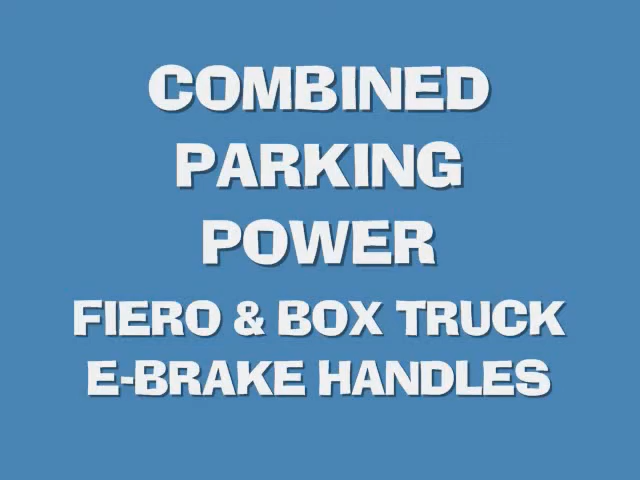 COMBINED
PARKING
POWER
FIERO & BOX TRUCK
E-BRAKE HANDLES